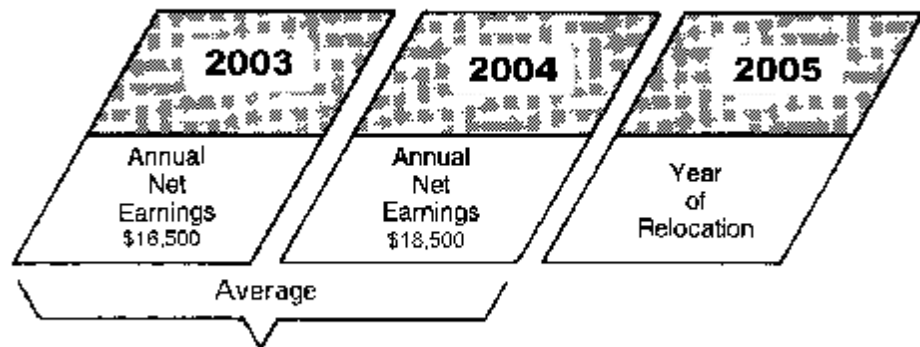 2003
Annual
Net
Earnings
$16,500
2004
Annual
Net
Earnings
$18,500
2005
Year
of
Relocation
Average